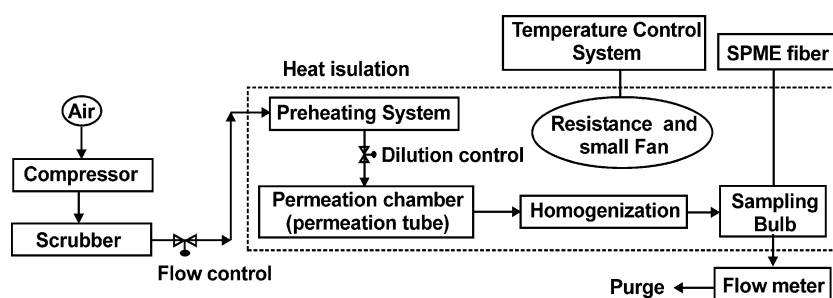 Temperature Control
System
SPME fiber
Heat isulation
Air
Preheating System
Resistance and
small Fan
Dilution control
Compressor
Permeation chamber
(permeation tube)
Homogenization
Sampling
Bulb
Scrubber
Flow control
Purge
Flow meter